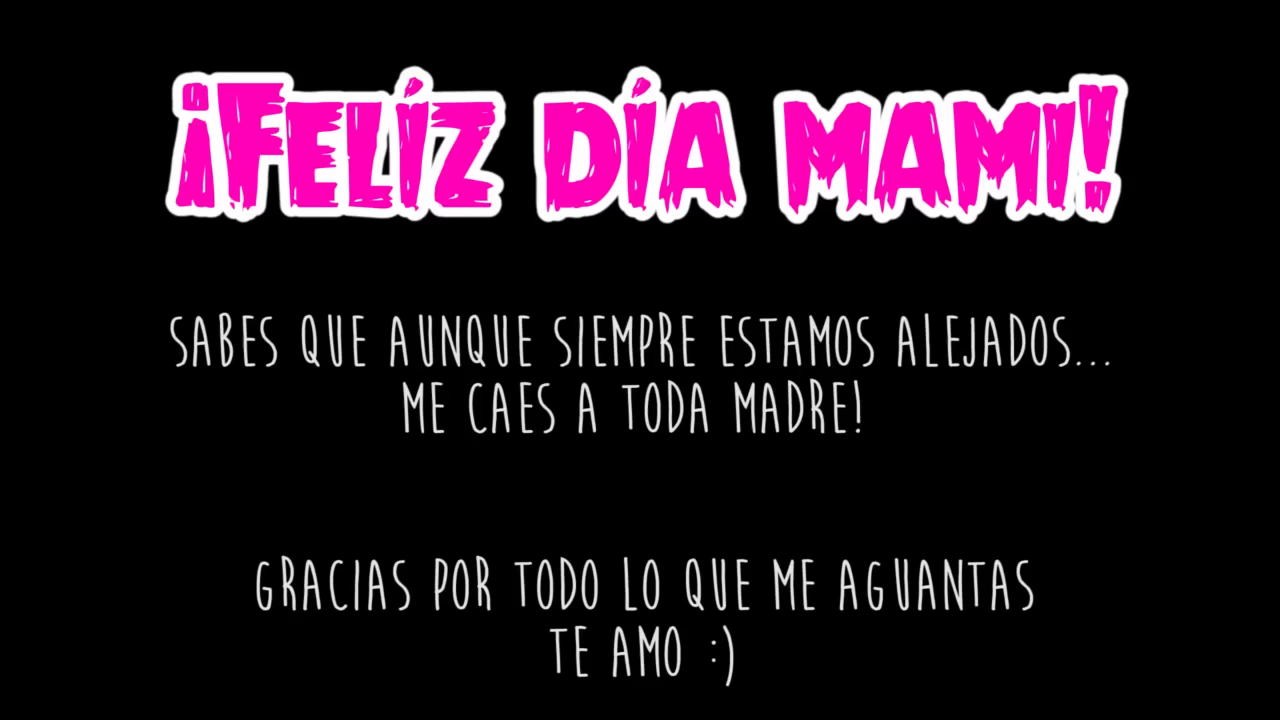 ¡FELÍZ DÍA MAMI!
SABES QUE AUNQUE SIEMPRE ESTAMOS ALEJADOS...
ME CAES A TODA MADRE!
GRACIAS POR TODO LO QUE ME AGUANTAS
TE AMO :)